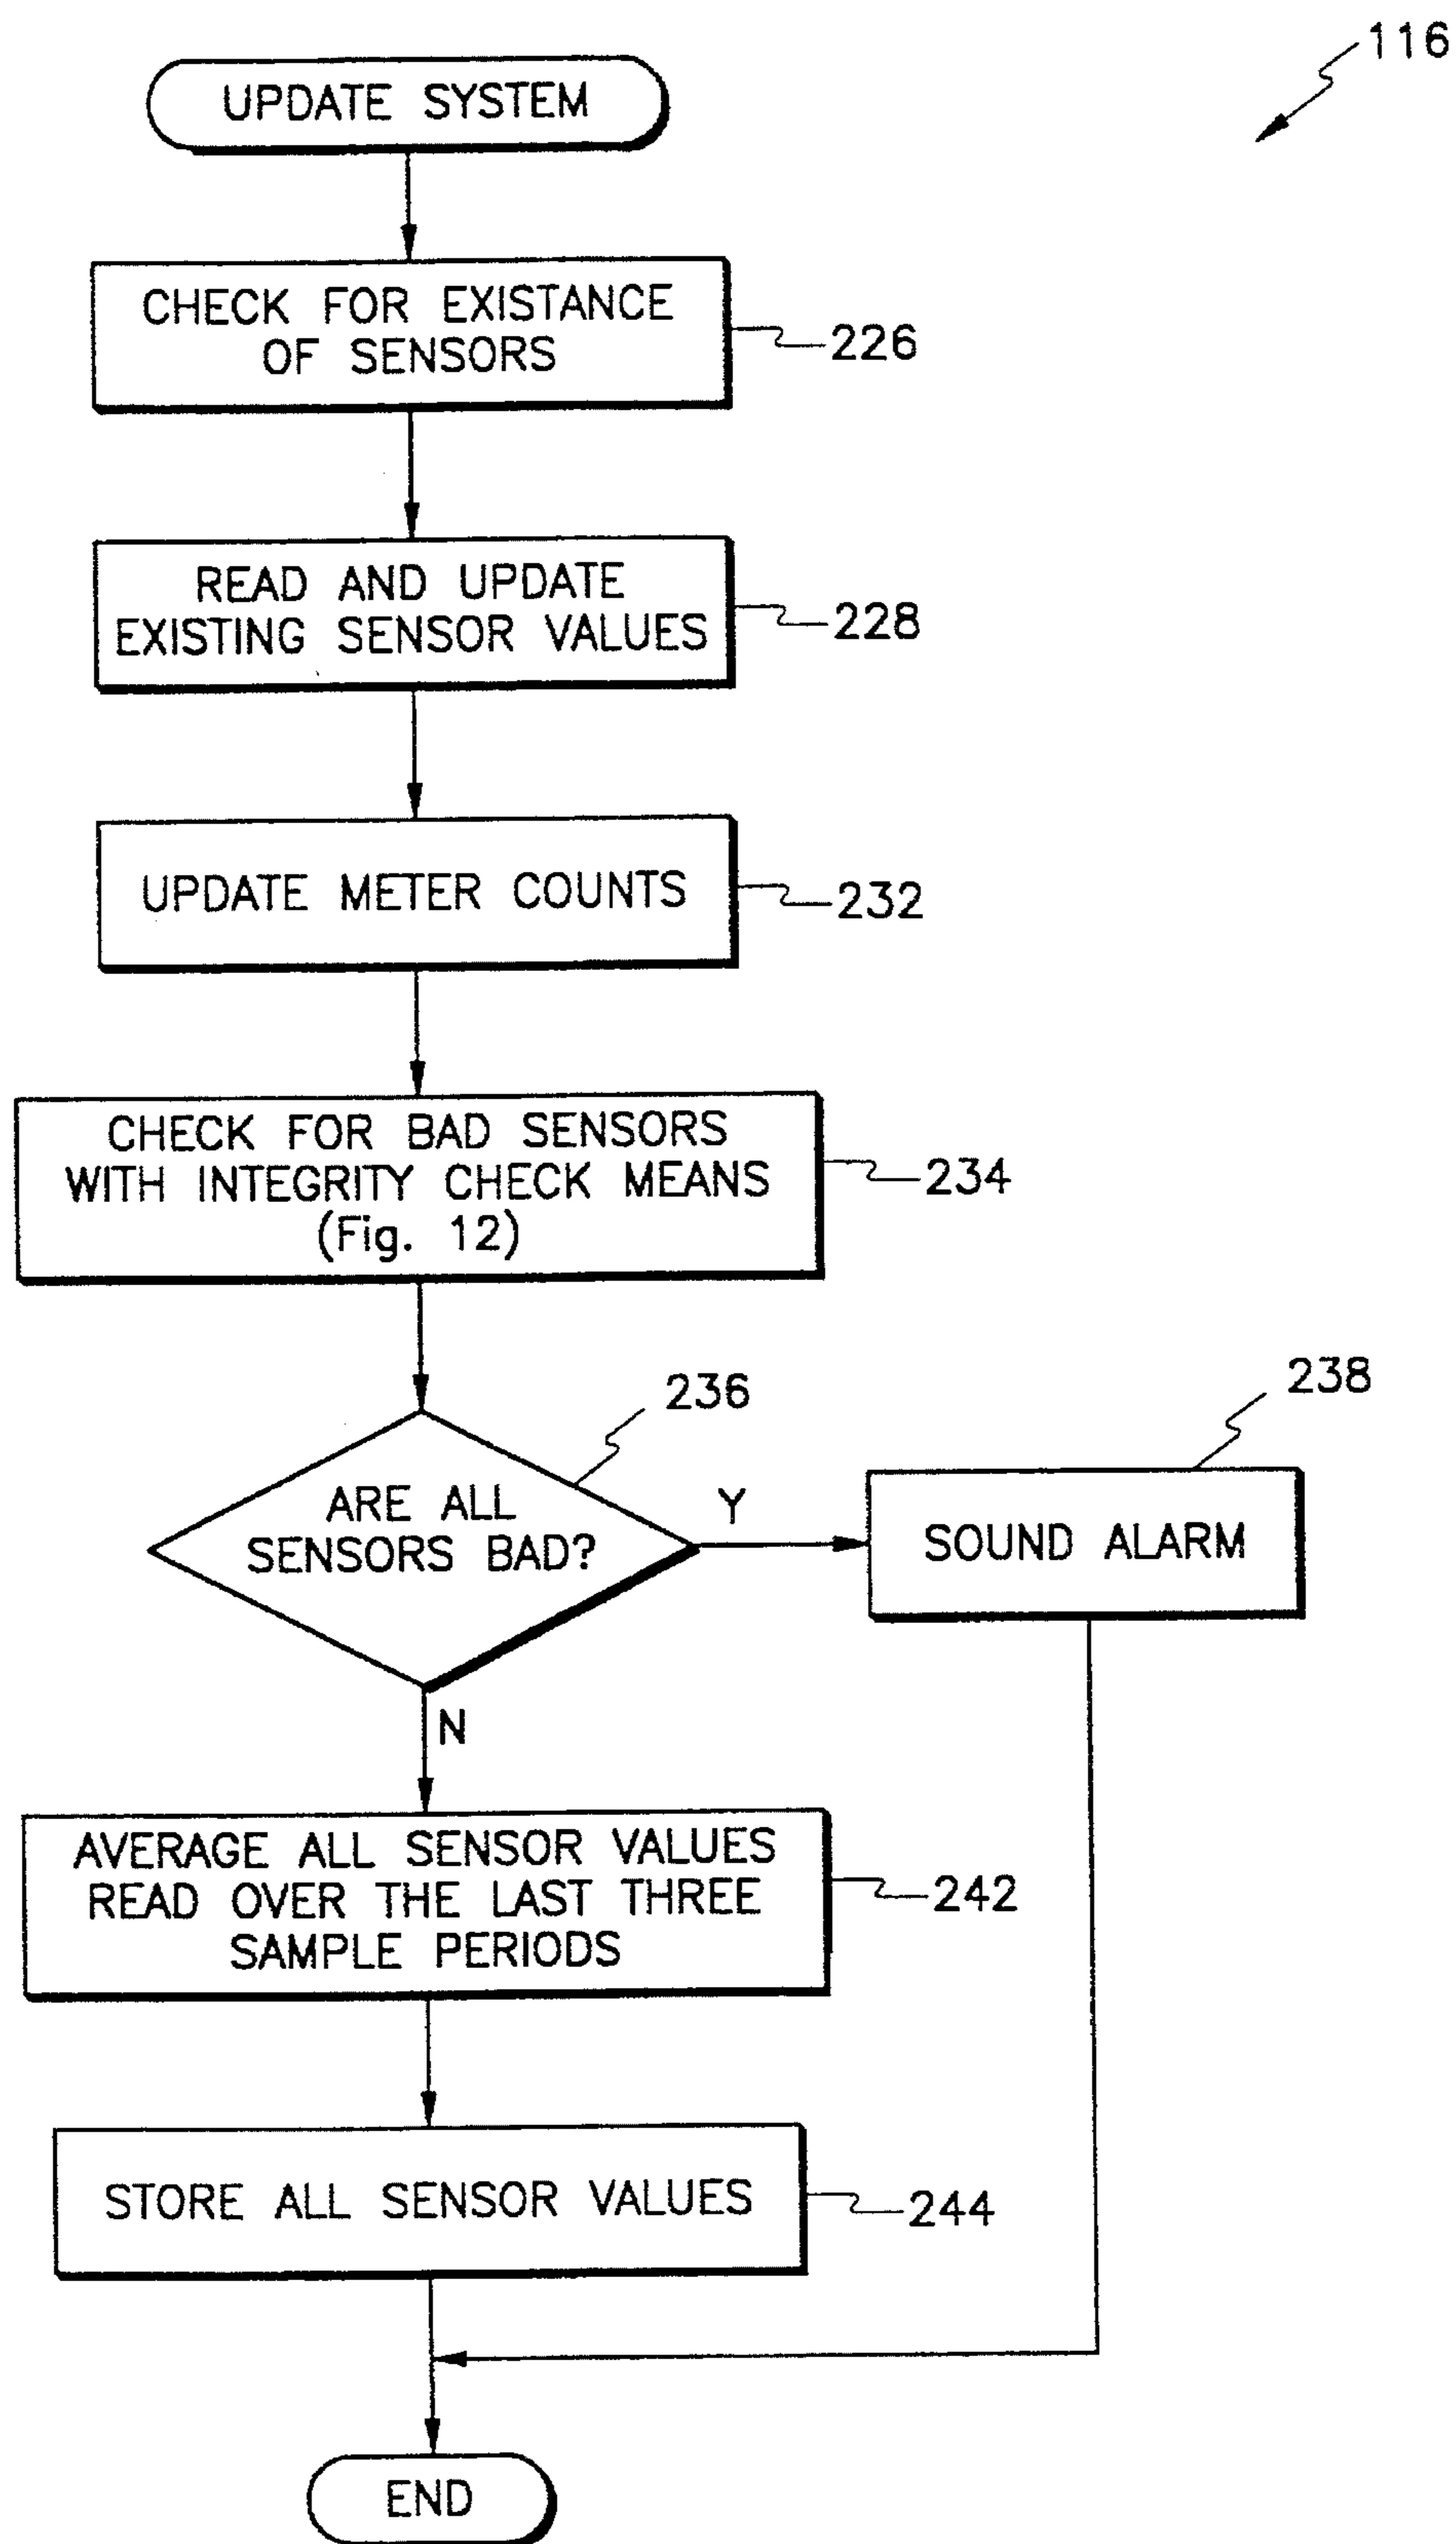 116
UPDATE SYSTEM
CHECK FOR EXISTANCE
OF SENSORS
226
READ AND UPDATE
EXISTING SENSOR VALUES
228
UPDATE METER COUNTS
232
CHECK FOR BAD SENSORS
WITH INTEGRITY CHECK MEANS
(Fig. 12)
234
236
ARE ALL
SENSORS BAD?
Y
238
SOUND ALARM
N
AVERAGE ALL SENSOR VALUES
READ OVER THE LAST THREE
SAMPLE PERIODS
242
STORE ALL SENSOR VALUES
244
END